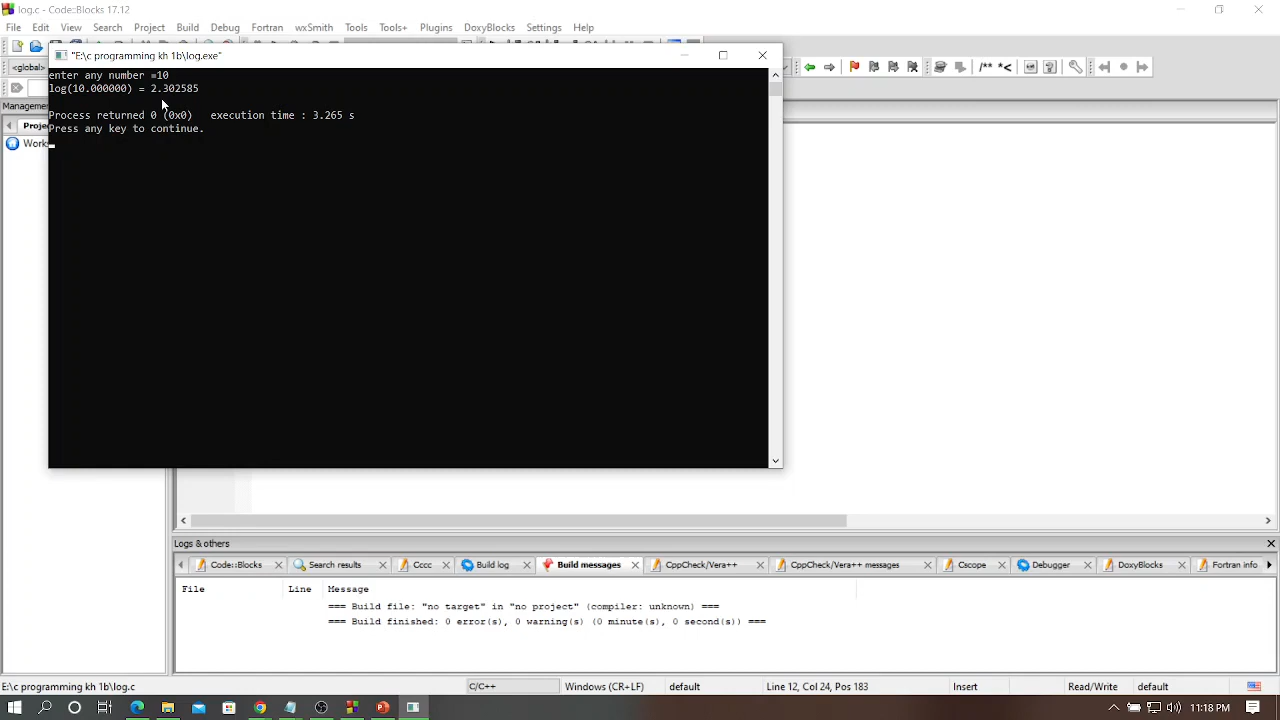 log.c - Code::Blocks 17.12
File Edit View Search Project Build Debug Fortran wxSmith Tools Tools+ Plugins DoxyBlocks Settings Help
"E:\c programming kh 1b\log.exe"
<global>
/** *<
enter any number =10
log(10.000000) = 2.302585
Process returned 0 (0x0) execution time : 3.265 s
Press any key to continue.
Management
Logs & others
Code::Blocks Search results Cccc Build log Build messages CppCheck/Vera++ CppCheck/Vera++ messages Cscope Debugger DoxyBlocks Fortran info
File Line Message
=== Build file: "no target" in "no project" (compiler: unknown) ===
=== Build finished: 0 error(s), 0 warning(s) (0 minute(s), 0 second(s)) ===
E:\c programming kh 1b\log.c C/C++ Windows (CR+LF) default Line 12, Col 24, Pos 183 Insert Read/Write default